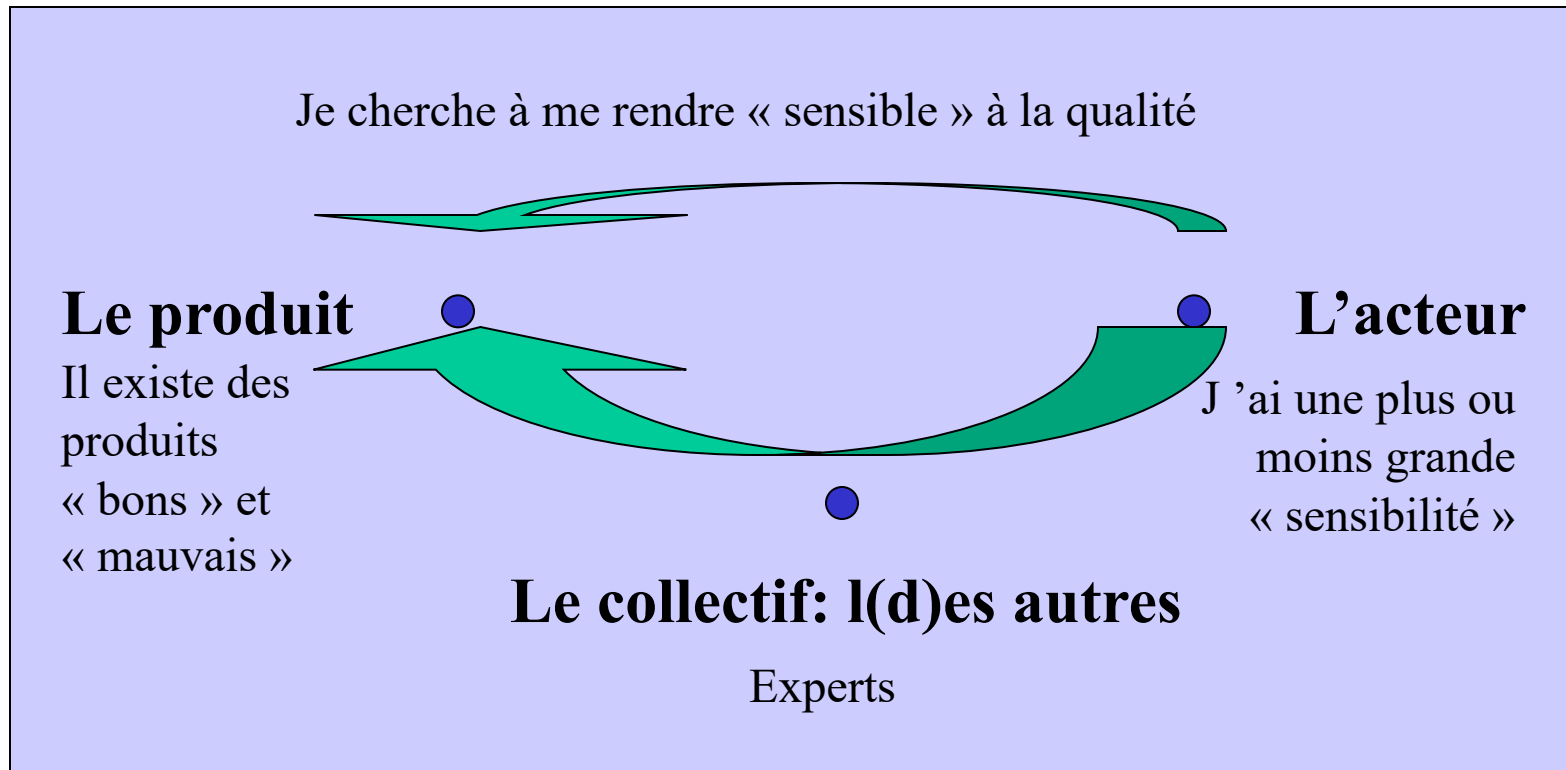 Je cherche à me rendre « sensible » à la qualité
Le produit
Il existe des
produits
« bons » et
« mauvais »
L’acteur
J ’ai une plus ou
moins grande
« sensibilité »
Le collectif: l(d)es autres
Experts